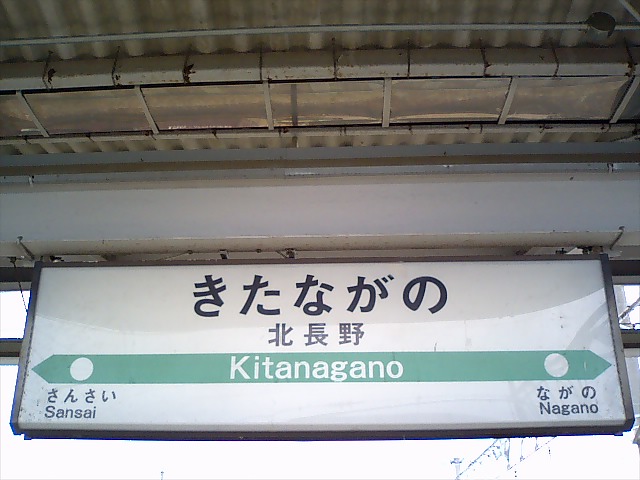 きたながの
北長野
Kitanagano
さんさい
Sansai
ながの
Nagano